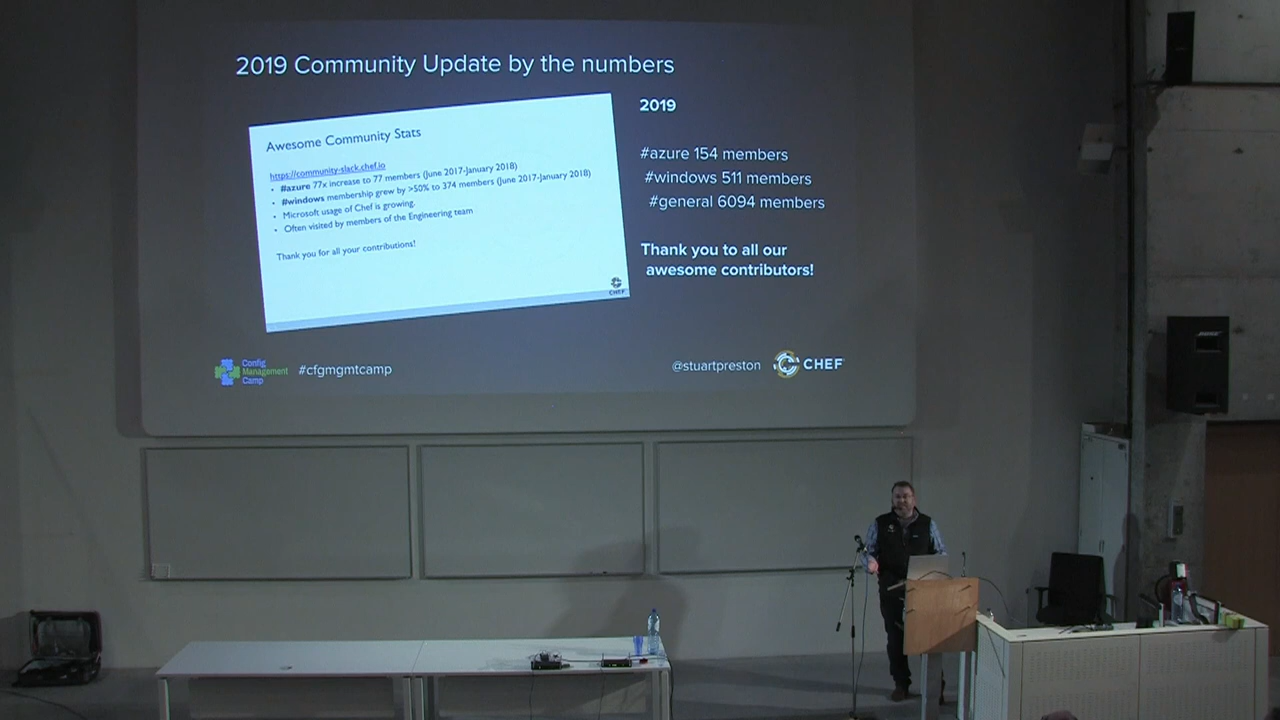 2019 Community Update by the numbers
Awesome Community Stats
https://community-slack.chef.io
• #azure 77x increase to 77 members (June 2017-January 2018)
• #windows membership grew by >50% to 374 members (June 2017-January 2018)
• Microsoft usage of Chef is growing.
• Often visited by members of the Engineering team
Thank you for all your contributions!
CHEF
2019
#azure 154 members
#windows 511 members
#general 6094 members
Thank you to all our
awesome contributors!
Config
Management
Camp
#cfgmgmtcamp
@stuartpreston
CHEF